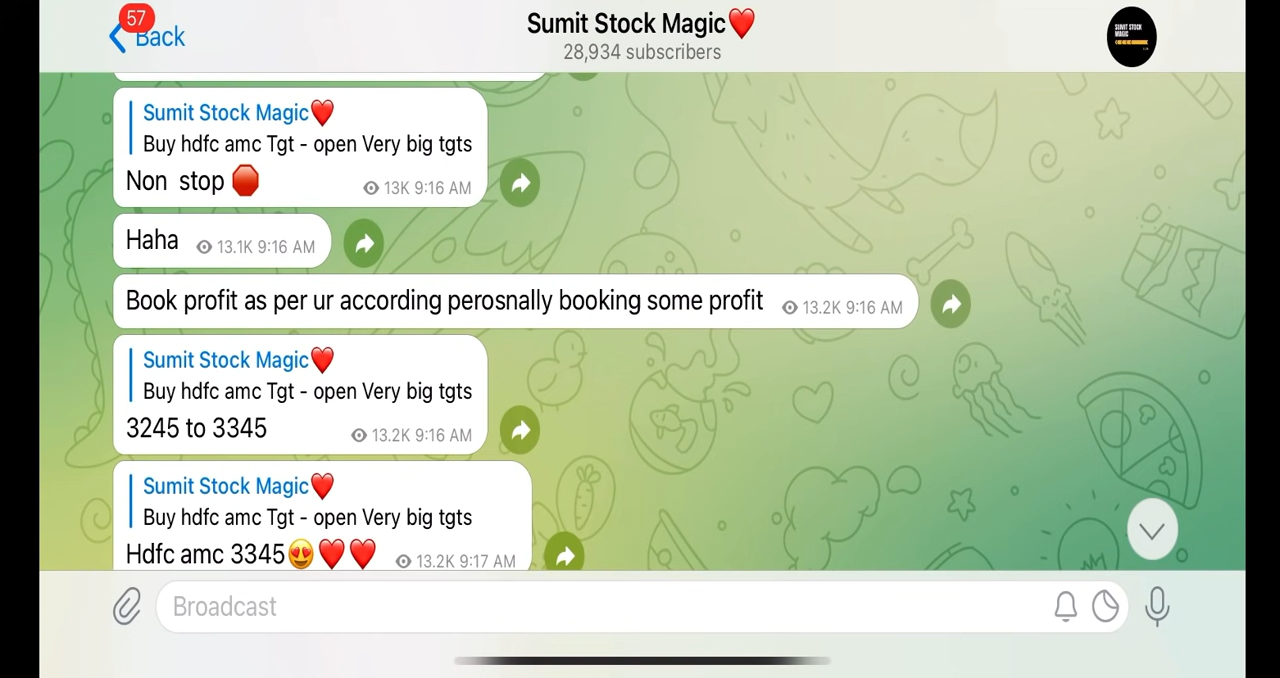 57
Back
Sumit Stock Magic❤️
28,934 subscribers
SUMIT STOCK
MAGIC
Sumit Stock Magic❤️
Buy hdfc amc Tgt - open Very big tgts
Non stop 🛑 13K 9:16 AM
Haha 13.1K 9:16 AM
Book profit as per ur according perosnally booking some profit 13.2K 9:16 AM
Sumit Stock Magic❤️
Buy hdfc amc Tgt - open Very big tgts
3245 to 3345 13.2K 9:16 AM
Sumit Stock Magic❤️
Buy hdfc amc Tgt - open Very big tgts
Hdfc amc 3345😍❤️❤️ 13.2K 9:17 AM
Broadcast